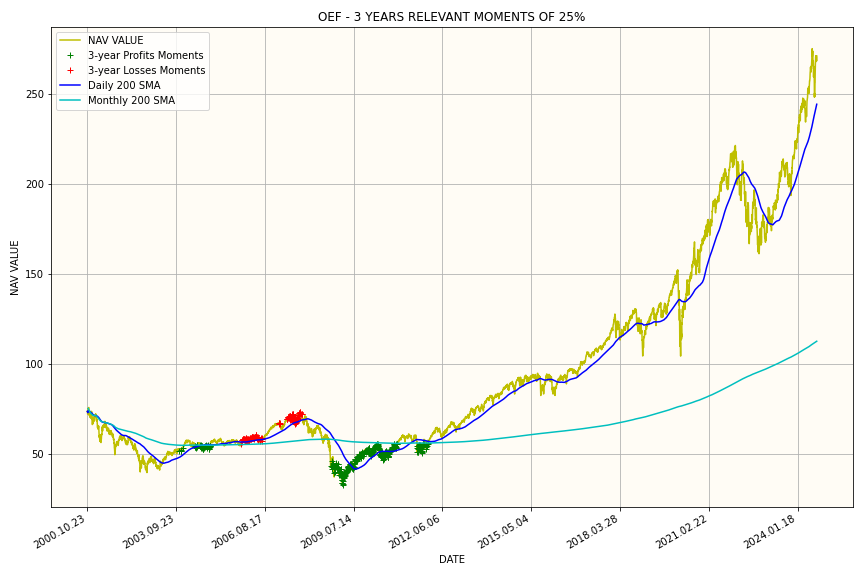 OEF - 3 YEARS RELEVANT MOMENTS OF 25%
NAV VALUE
3-year Profits Moments
3-year Losses Moments
Daily 200 SMA
Monthly 200 SMA
250
200
150
100
50
NAV VALUE
2000.10.23
2003.09.23
2006.08.17
2009.07.14
2012.06.06
2015.05.04
2018.03.28
2021.02.22
2024.01.18
DATE